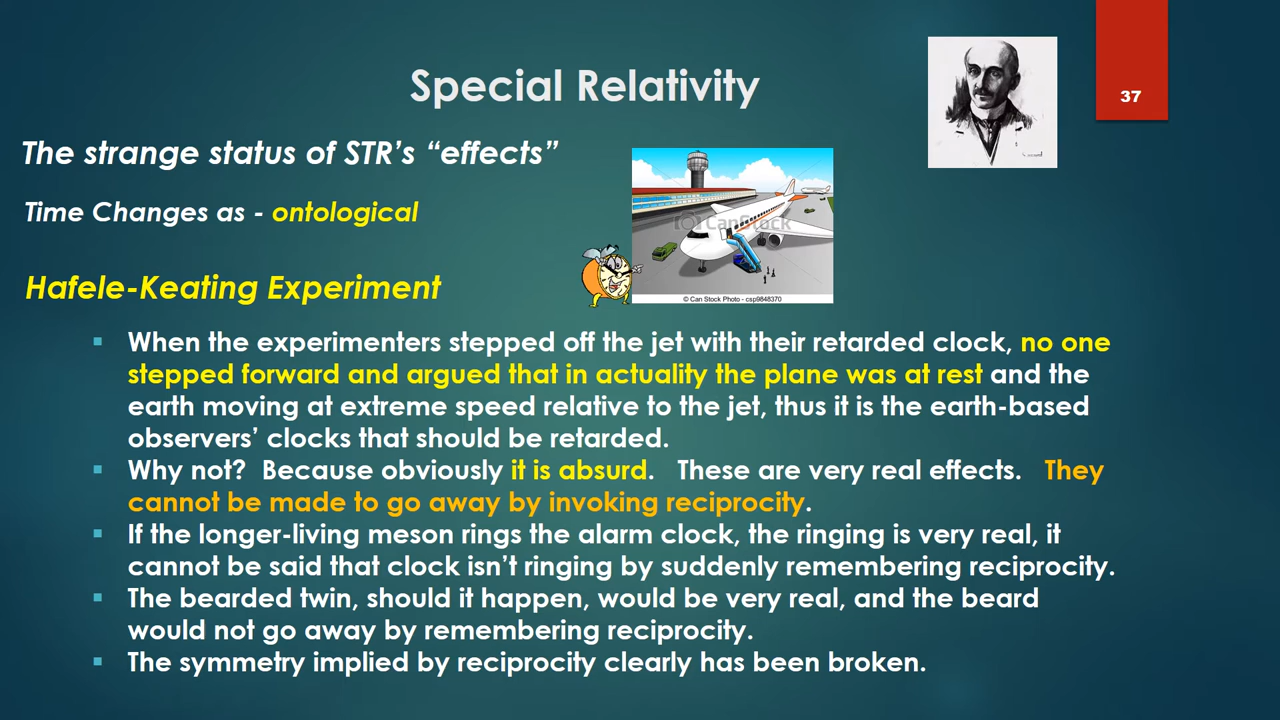 Special Relativity
37
The strange status of STR's “effects”
Time Changes as - ontological
CanStock
© Can Stock Photo - csp9848370
Hafele-Keating Experiment
▪ When the experimenters stepped off the jet with their retarded clock, no one
stepped forward and argued that in actuality the plane was at rest and the
earth moving at extreme speed relative to the jet, thus it is the earth-based
observers’ clocks that should be retarded.
▪ Why not? Because obviously it is absurd. These are very real effects. They
cannot be made to go away by invoking reciprocity.
▪ If the longer-living meson rings the alarm clock, the ringing is very real, it
cannot be said that clock isn’t ringing by suddenly remembering reciprocity.
▪ The bearded twin, should it happen, would be very real, and the beard
would not go away by remembering reciprocity.
▪ The symmetry implied by reciprocity clearly has been broken.